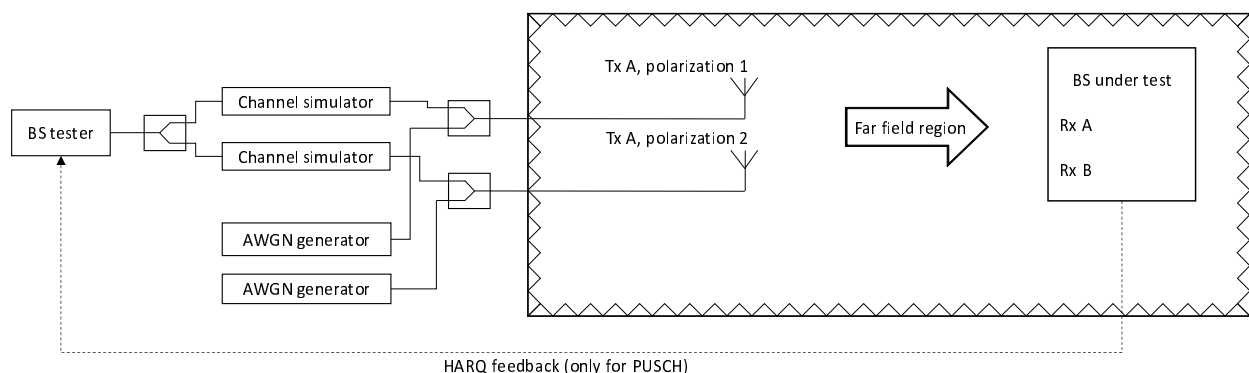 BS tester
Channel simulator
Channel simulator
AWGN generator
AWGN generator
Tx A, polarization 1
Tx A, polarization 2
Far field region
BS under test
Rx A
Rx B
HARQ feedback (only for PUSCH)